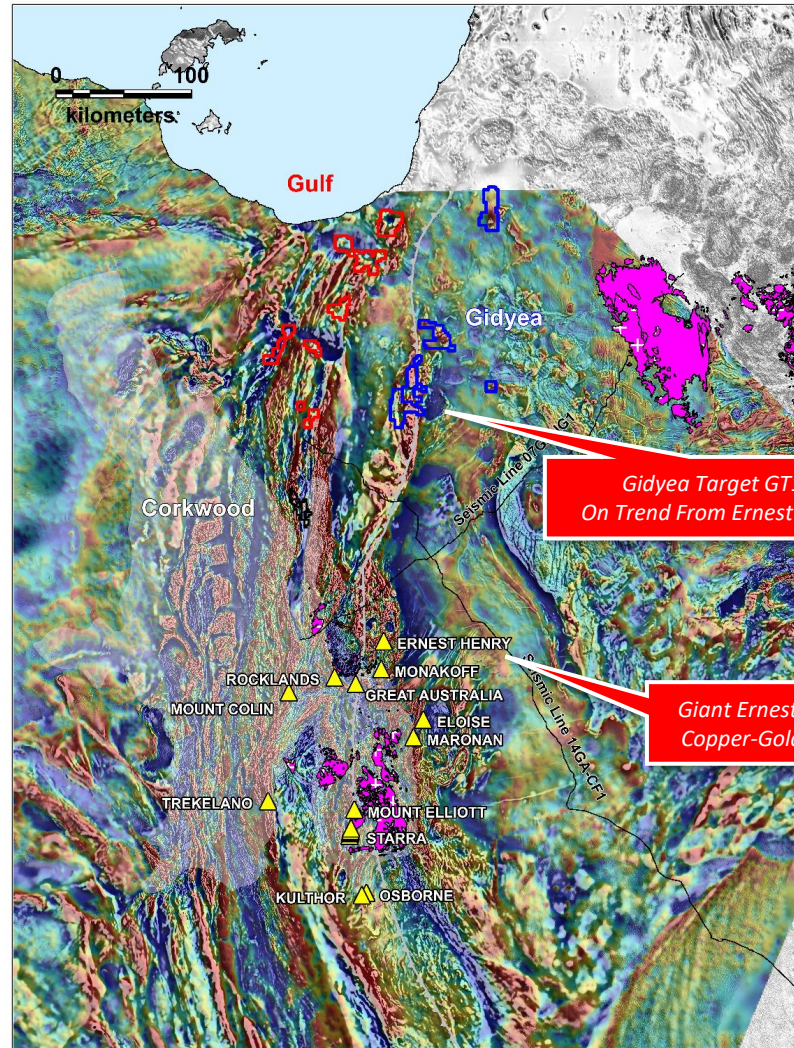 0 100
kilometers
Gulf
Gidyea
Seismic Line 07GA-IG1
Gidyea Target GT
On Trend From Ernest
Corkwood
ERNEST HENRY
MONAKOFF
ROCKLANDS
GREAT AUSTRALIA
MOUNT COLIN
Seismic Line 14GA-CF1
Giant Ernest
Copper-Gold
ELOISE
MARONAN
TREKELANO
MOUNT ELLIOTT
STARRA
KULTHOR
OSBORNE